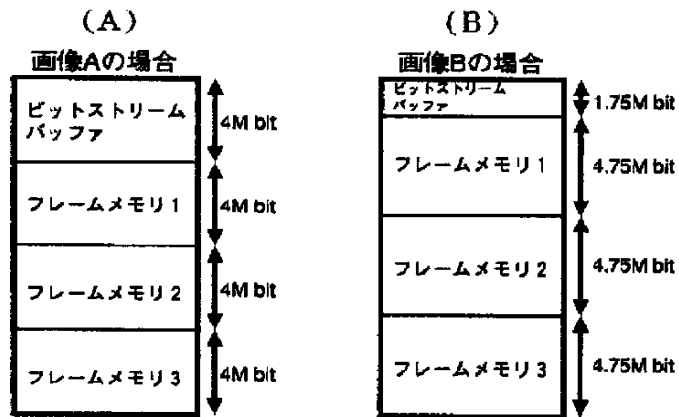 (A)
画像Aの場合
ビットストリーム
バッファ
4M bit
フレームメモリ1
4M bit
フレームメモリ2
4M bit
フレームメモリ3
4M bit
(B)
画像Bの場合
ビットストリーム
バッファ
1.75M bit
フレームメモリ1
4.75M bit
フレームメモリ2
4.75M bit
フレームメモリ3
4.75M bit